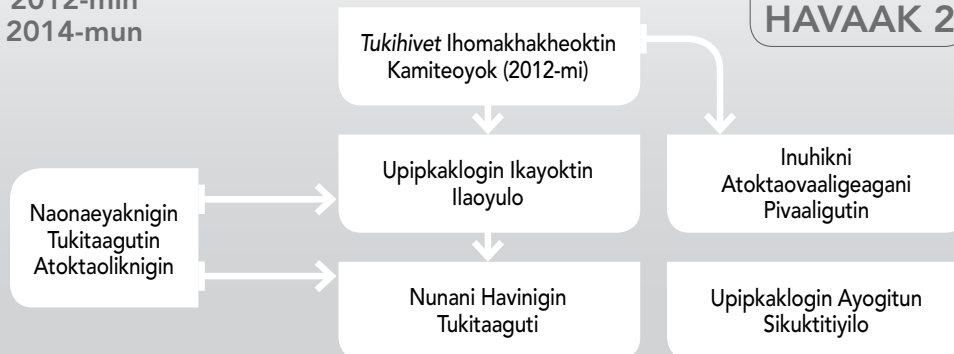 2012-min
2014-mun
HAVAAK 2
Tukihivet Ihomakhakheoktin
Kamiteoyok (2012-mi)
Upipkaklogin Ikayoktin
Ilaoyulo
Inuhikni
Atoktaovaaligeagani
Pivaaligutin
Naonaeyaknigin
Tukitaagutin
Atoktaoliknigin
Nunani Havinigin
Tukitaaguti
Upipkaklogin Ayogitun
Sikuktitiyilo